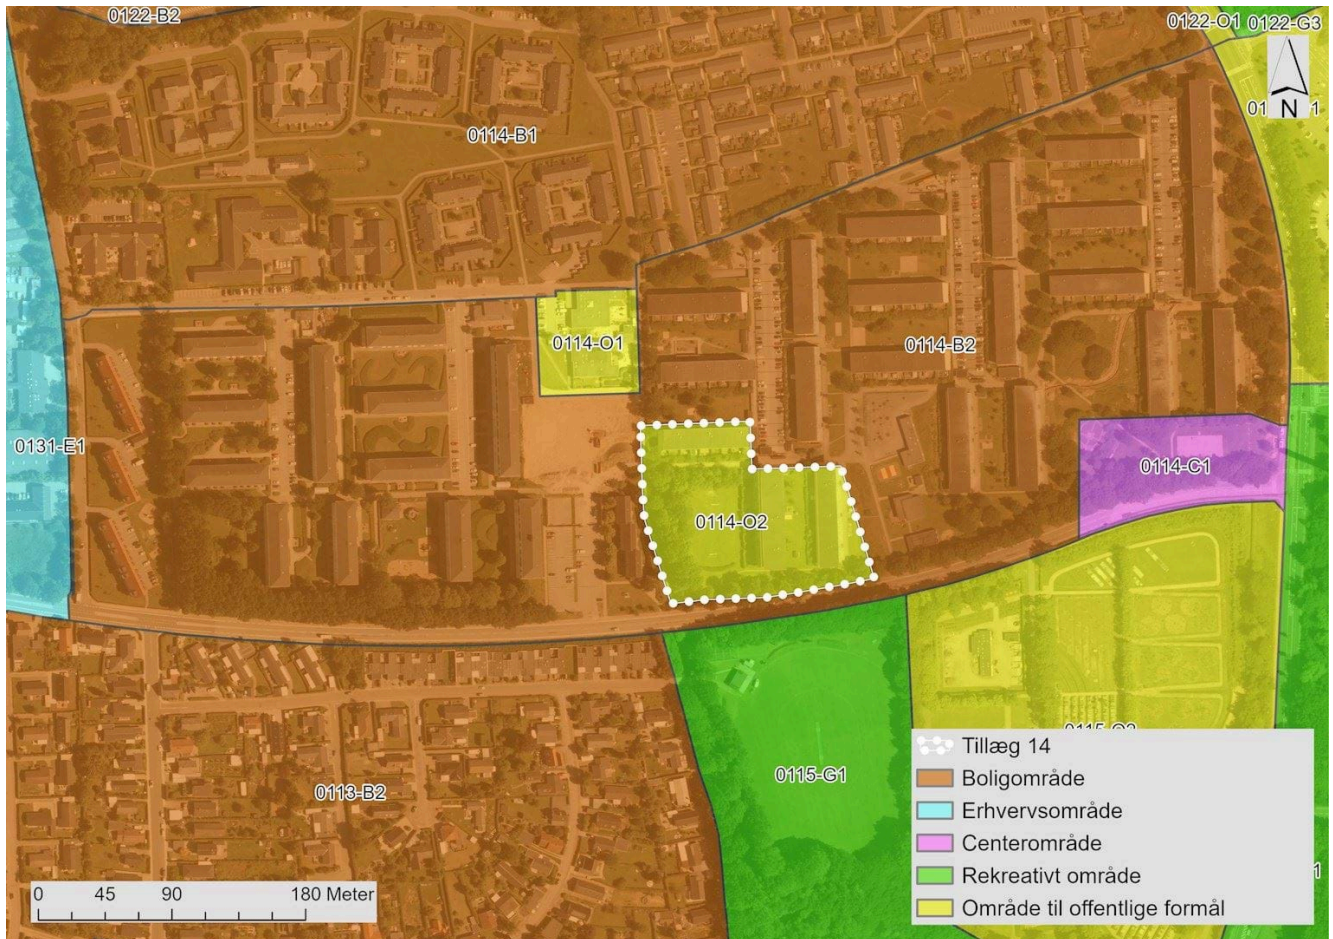 0122-B2
0122-O1 0122-G3
N
0114-B1
0114-O1
0114-B2
0131-E1
0114-C1
0114-O2
0115-G1
0113-B2
Tillæg 14
Boligområde
Erhvervsområde
Centerområde
Rekreativt område
Område til offentlige formål
0 45 90 180 Meter